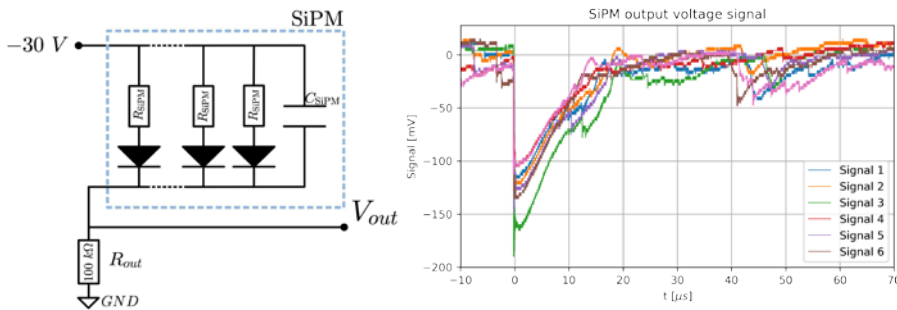 SiPM
−30 V
R_SiPM
R_SiPM
R_SiPM
C_SiPM
V_out
100 kΩ
R_out
GND
SiPM output voltage signal
Signal [mV]
0
−50
−100
−150
−200
Signal 1
Signal 2
Signal 3
Signal 4
Signal 5
Signal 6
−10 0 10 20 30 40 50 60 70
t [μs]